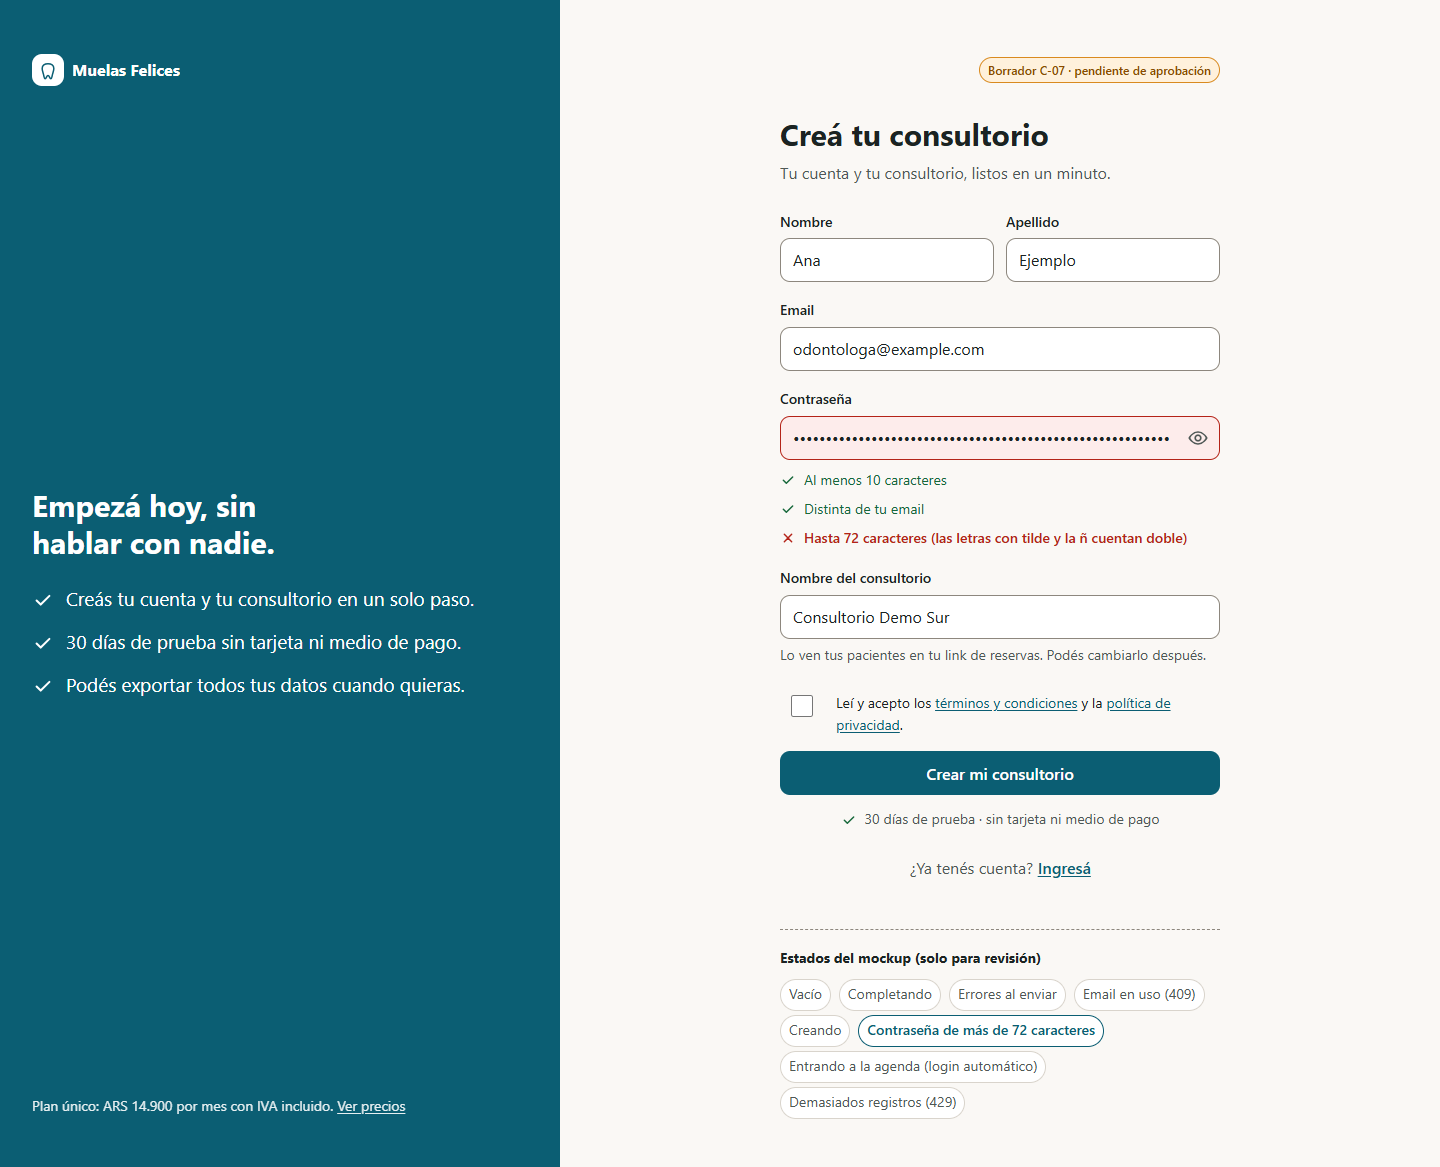 Muelas Felices
Empezá hoy, sin
hablar con nadie.
Creás tu cuenta y tu consultorio en un solo paso.
30 días de prueba sin tarjeta ni medio de pago.
Podés exportar todos tus datos cuando quieras.
Plan único: ARS 14.900 por mes con IVA incluido. Ver precios
Borrador C-07 · pendiente de aprobación
Creá tu consultorio
Tu cuenta y tu consultorio, listos en un minuto.
Nombre
Apellido
Ana
Ejemplo
Email
odontologa@example.com
Contraseña
Al menos 10 caracteres
Distinta de tu email
Hasta 72 caracteres (las letras con tilde y la ñ cuentan doble)
Nombre del consultorio
Consultorio Demo Sur
Lo ven tus pacientes en tu link de reservas. Podés cambiarlo después.
Leí y acepto los términos y condiciones y la política de
privacidad.
Crear mi consultorio
30 días de prueba · sin tarjeta ni medio de pago
¿Ya tenés cuenta? Ingresá
Estados del mockup (solo para revisión)
Vacío
Completando
Errores al enviar
Email en uso (409)
Creando
Contraseña de más de 72 caracteres
Entrando a la agenda (login automático)
Demasiados registros (429)